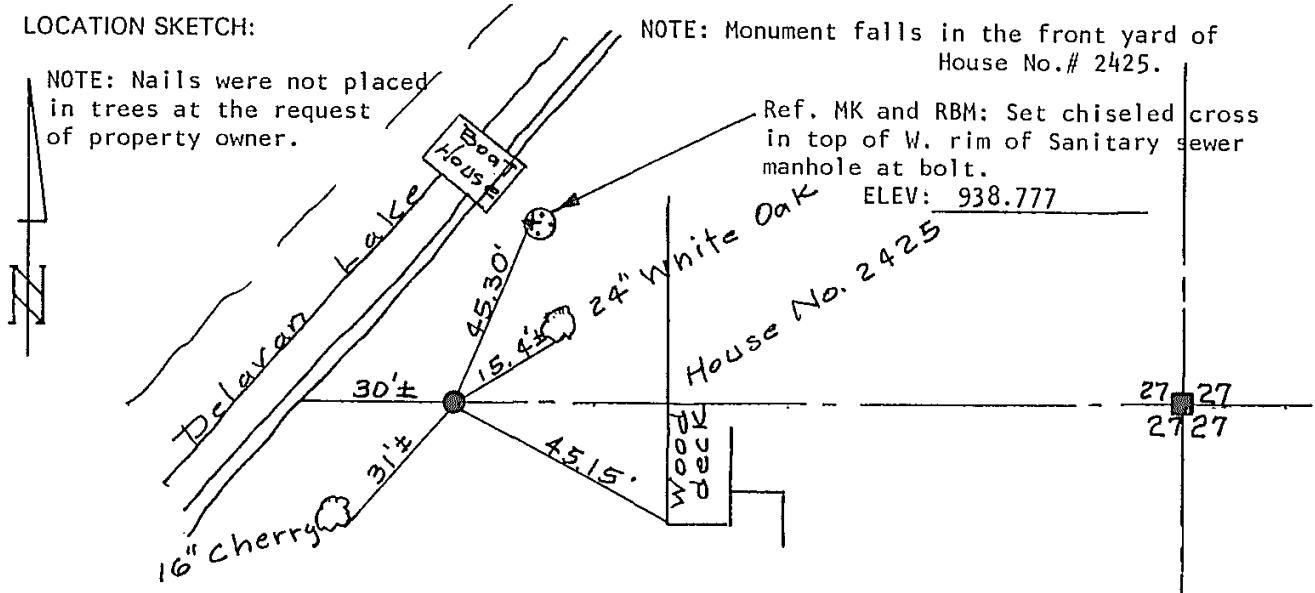 LOCATION SKETCH:
NOTE: Monument falls in the front yard of
House No.# 2425.
NOTE: Nails were not placed
in trees at the request
of property owner.
Ref. MK and RBM: Set chiseled cross
in top of W. rim of Sanitary sewer
manhole at bolt.
ELEV: 938.777
Boat
House
Delavan Lake
N
45.30'
24" White Oak
15.4'±
House No. 2425
30'±
27 27
27 27
31'±
45.15'
Wood
deck
16" Cherry